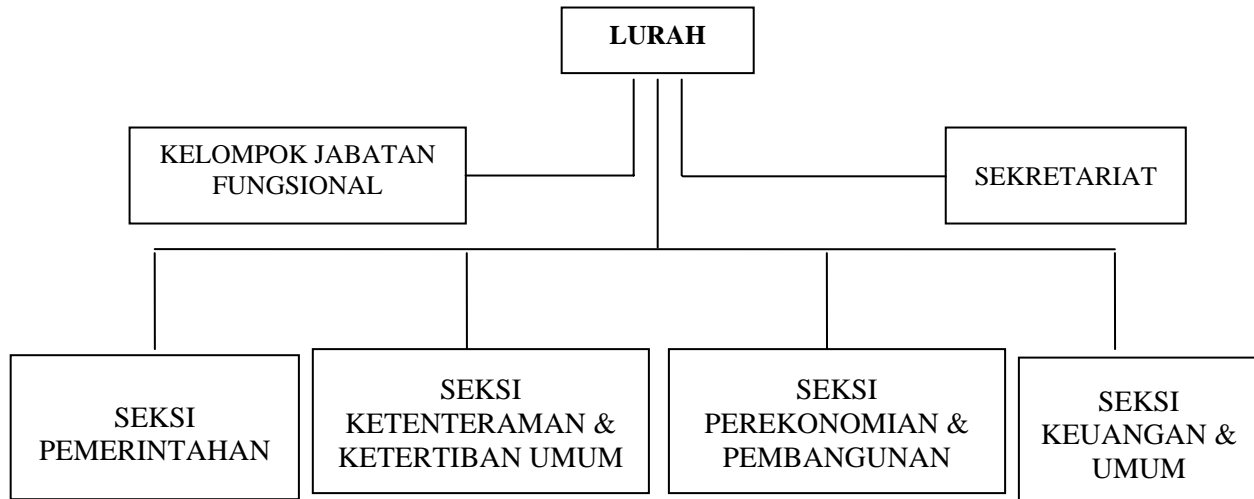 LURAH
KELOMPOK JABATAN
FUNGSIONAL
SEKRETARIAT
SEKSI
PEMERINTAHAN
SEKSI
KETENTERAMAN &
KETERTIBAN UMUM
SEKSI
PEREKONOMIAN &
PEMBANGUNAN
SEKSI
KEUANGAN &
UMUM